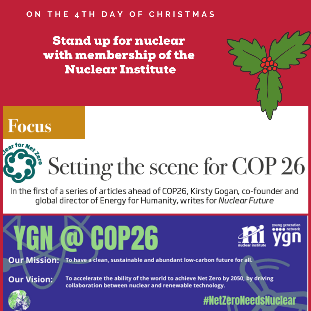 ON THE 4TH DAY OF CHRISTMAS
Stand up for nuclear
with membership of the
Nuclear Institute
Focus
Nuclear for Net Zero
Setting the scene for COP 26
In the first of a series of articles ahead of COP26, Kirsty Gogan, co-founder and
global director of Energy for Humanity, writes for Nuclear Future
YGN @ COP26
ni ygn
nuclear institute
young generation
network
Our Mission: To have a clean, sustainable and abundant low-carbon future for all.
Our Vision: To accelerate the ability of the world to achieve Net Zero by 2050, by driving
collaboration between nuclear and renewable technology.
#NetZeroNeedsNuclear